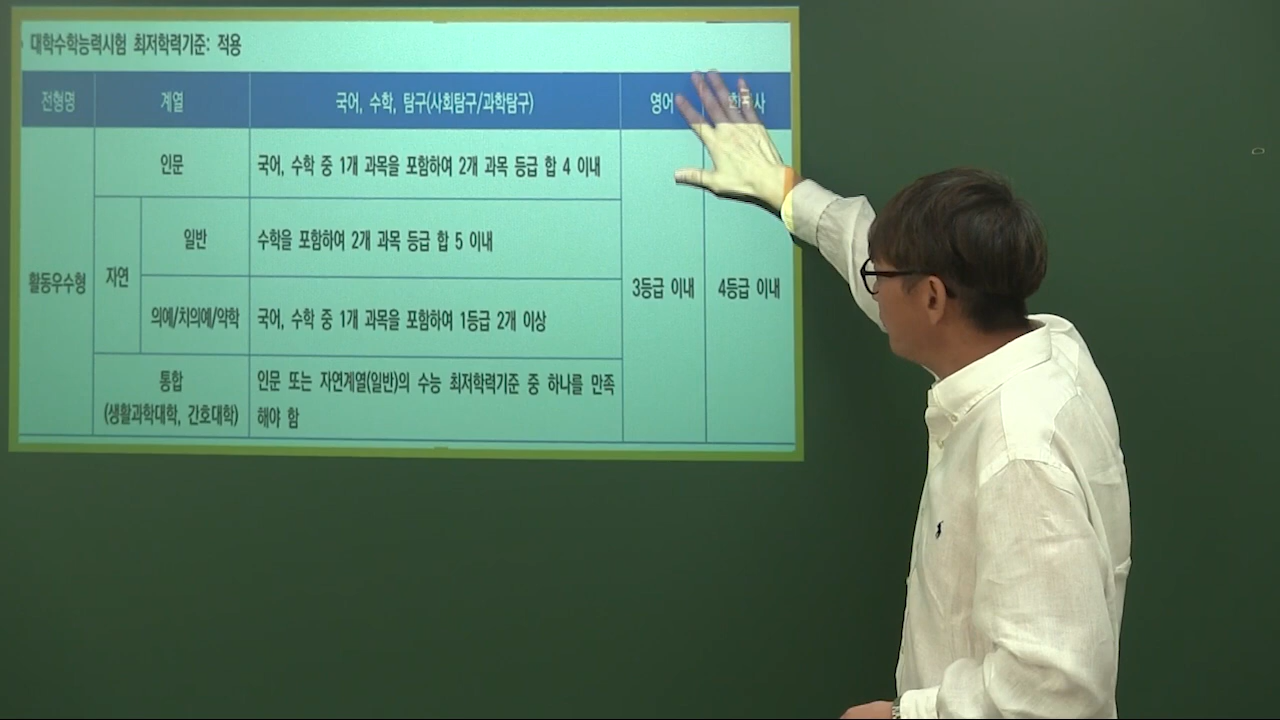 대학수학능력시험 최저학력기준: 적용
전형명 계열 국어, 수학, 탐구(사회탐구/과학탐구) 영어
인문 국어, 수학 중 1개 과목을 포함하여 2개 과목 등급 합 4 이내
일반 수학을 포함하여 2개 과목 등급 합 5 이내
활동우수형 자연 3등급 이내 4등급 이내
의예/치의예/약학 국어, 수학 중 1개 과목을 포함하여 1등급 2개 이상
통합 인문 또는 자연계열(일반)의 수능 최저학력기준 중 하나를 만족
(생활과학대학, 간호대학) 해야 함